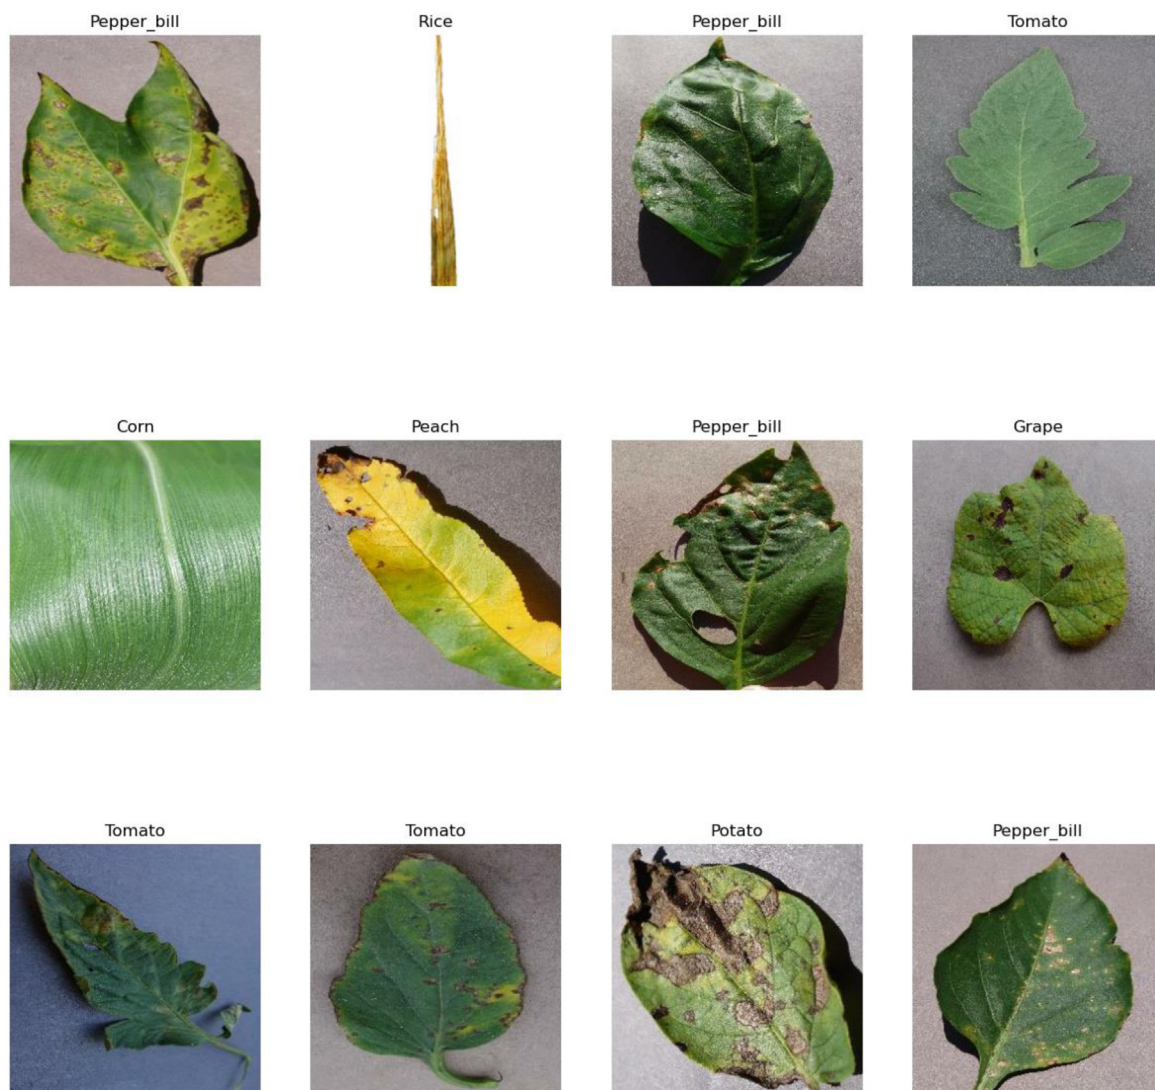 Pepper_bill
Rice
Pepper_bill
Tomato
Corn
Peach
Pepper_bill
Grape
Tomato
Tomato
Potato
Pepper_bill